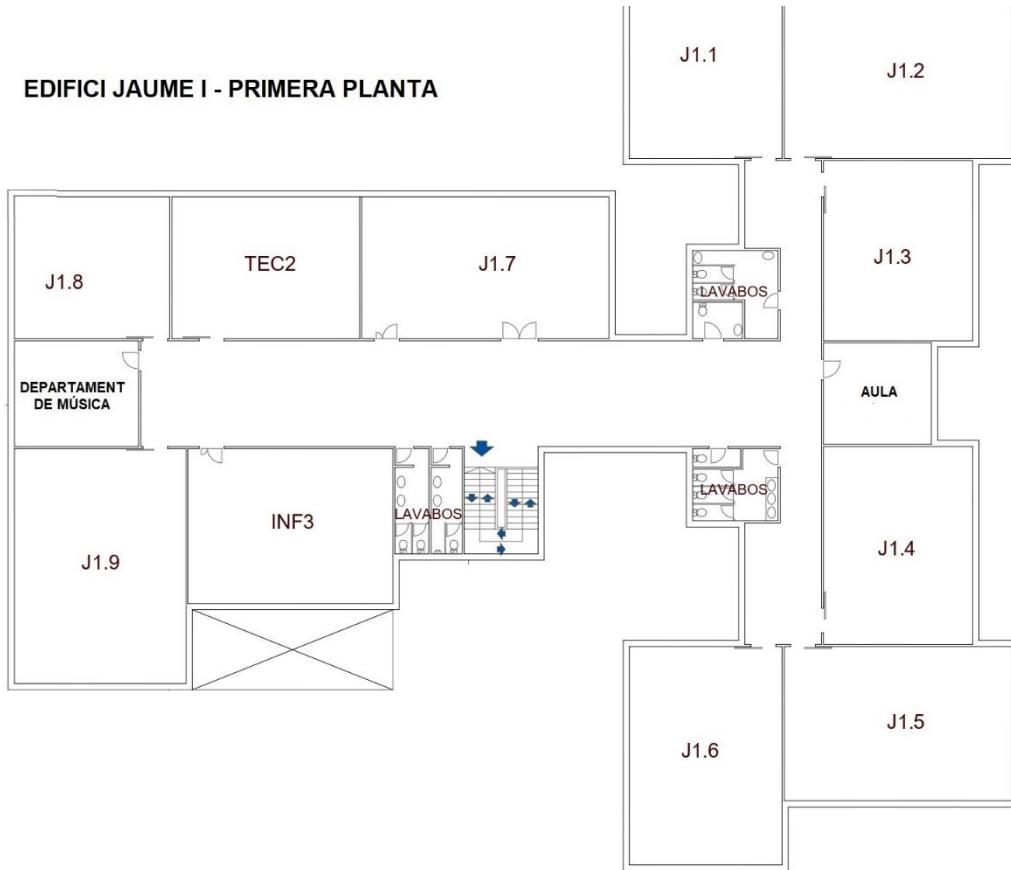 EDIFICI JAUME I - PRIMERA PLANTA
J1.1
J1.2
J1.3
J1.8
TEC2
J1.7
LAVABOS
DEPARTAMENT
DE MÚSICA
AULA
J1.9
INF3
LAVABOS
LAVABOS
J1.4
J1.6
J1.5